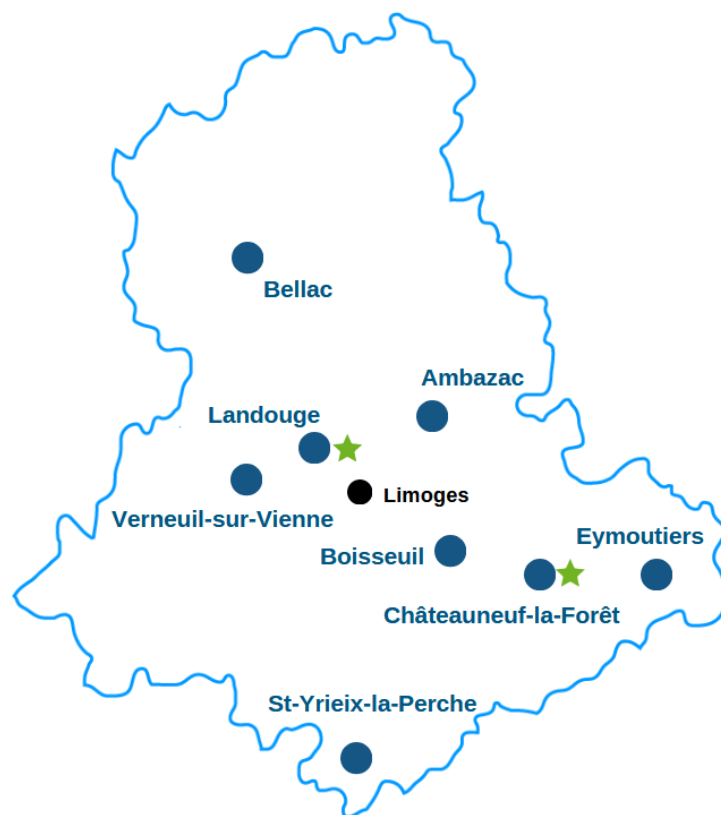 Bellac
Ambazac
Landouge
Limoges
Verneuil-sur-Vienne
Eymoutiers
Boisseuil
Châteauneuf-la-Forêt
St-Yrieix-la-Perche